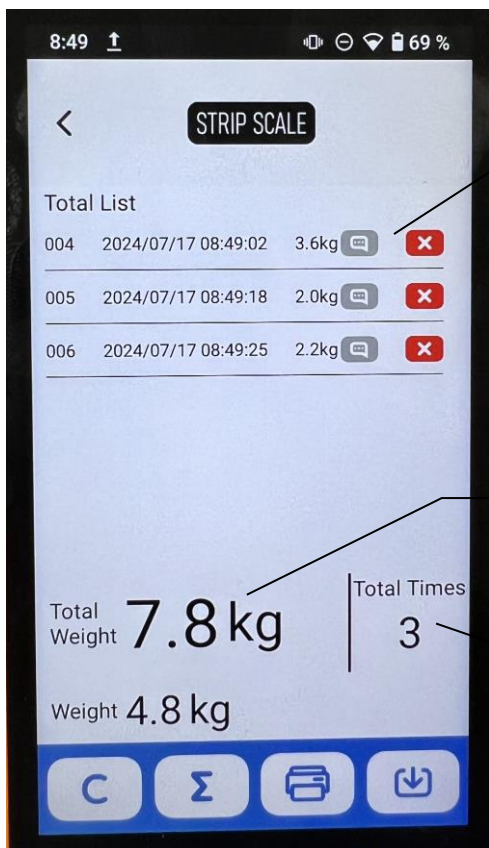 8:49 69 %
STRIP SCALE
Total List
004 2024/07/17 08:49:02 3.6kg
005 2024/07/17 08:49:18 2.0kg
006 2024/07/17 08:49:25 2.2kg
Total Weight 7.8 kg
Total Times
3
Weight 4.8 kg
C Σ